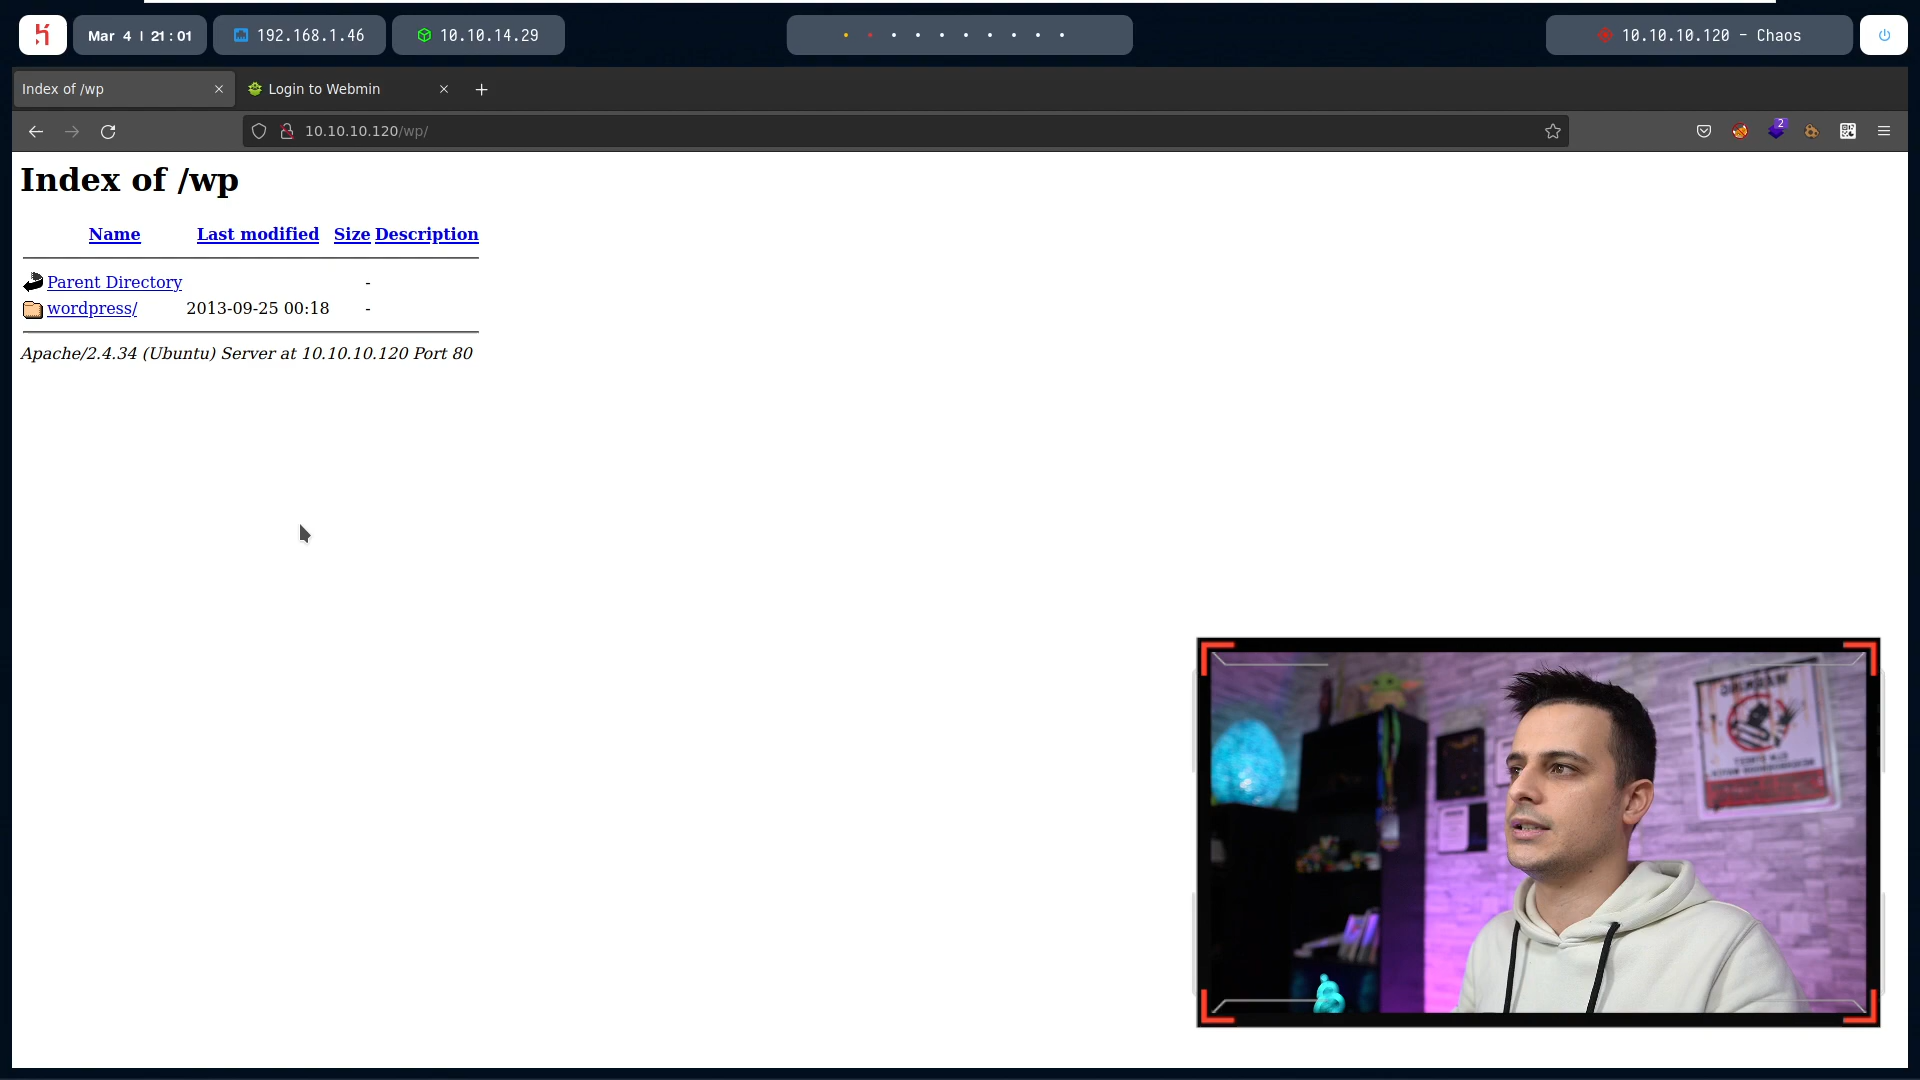 Mar 4 | 21:01
192.168.1.46
10.10.14.29
10.10.10.120 - Chaos
Index of /wp
Login to Webmin
10.10.10.120/wp/
2
Index of /wp
Name Last modified Size Description
Parent Directory -
wordpress/ 2013-09-25 00:18 -
Apache/2.4.34 (Ubuntu) Server at 10.10.10.120 Port 80